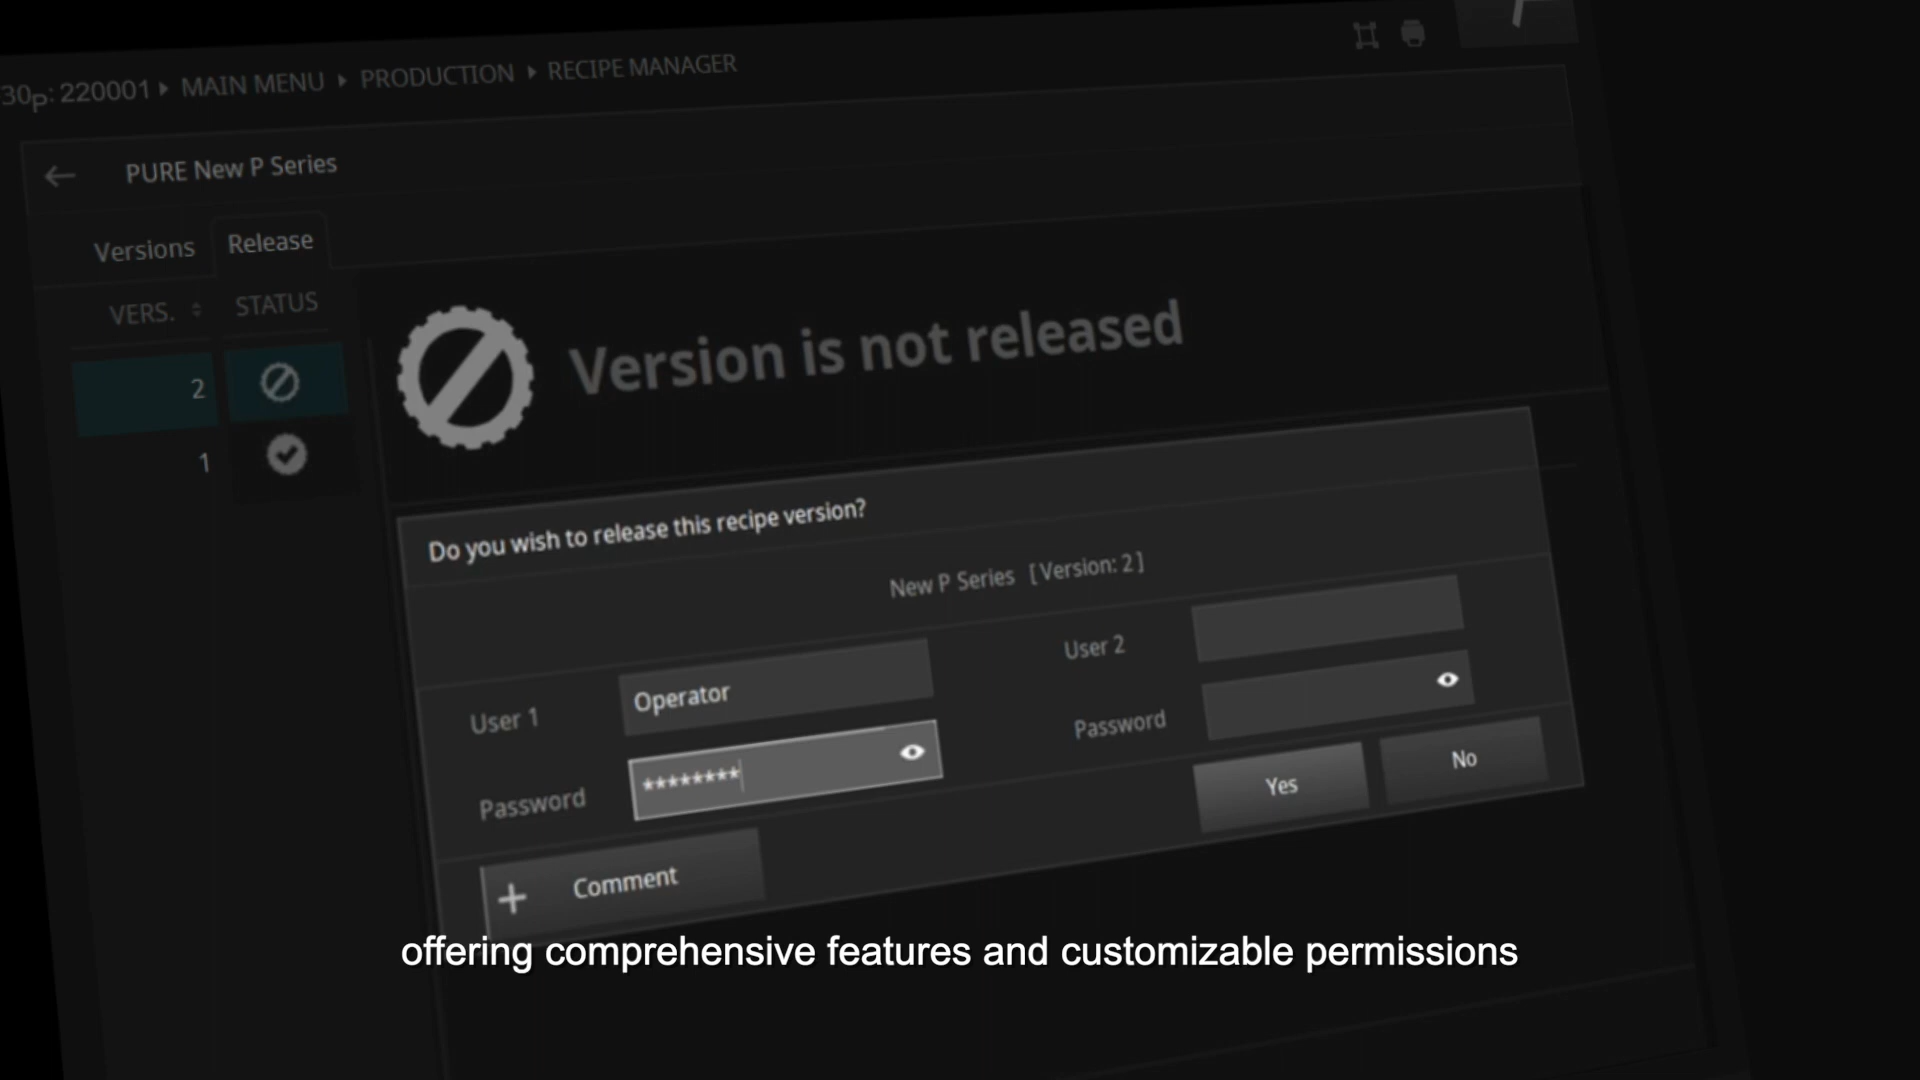 30p: 220001 ▸ MAIN MENU ▸ PRODUCTION ▸ RECIPE MANAGER
PURE New P Series
Versions Release
VERS. STATUS
2
1
Version is not released
Do you wish to release this recipe version?
New P Series [ Version: 2 ]
User 1 Operator
User 2
Password ********
Password
Yes No
+ Comment
offering comprehensive features and customizable permissions